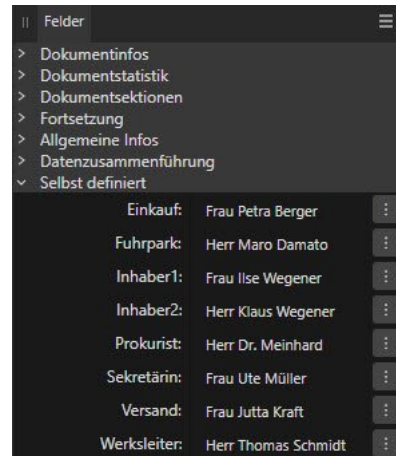 Felder
Dokumentinfos
Dokumentstatistik
Dokumentsektionen
Fortsetzung
Allgemeine Infos
Datenzusammenführung
Selbst definiert
Einkauf: Frau Petra Berger
Fuhrpark: Herr Maro Damato
Inhaber1: Frau Ilse Wegener
Inhaber2: Herr Klaus Wegener
Prokurist: Herr Dr. Meinhard
Sekretärin: Frau Ute Müller
Versand: Frau Jutta Kraft
Werksleiter: Herr Thomas Schmidt